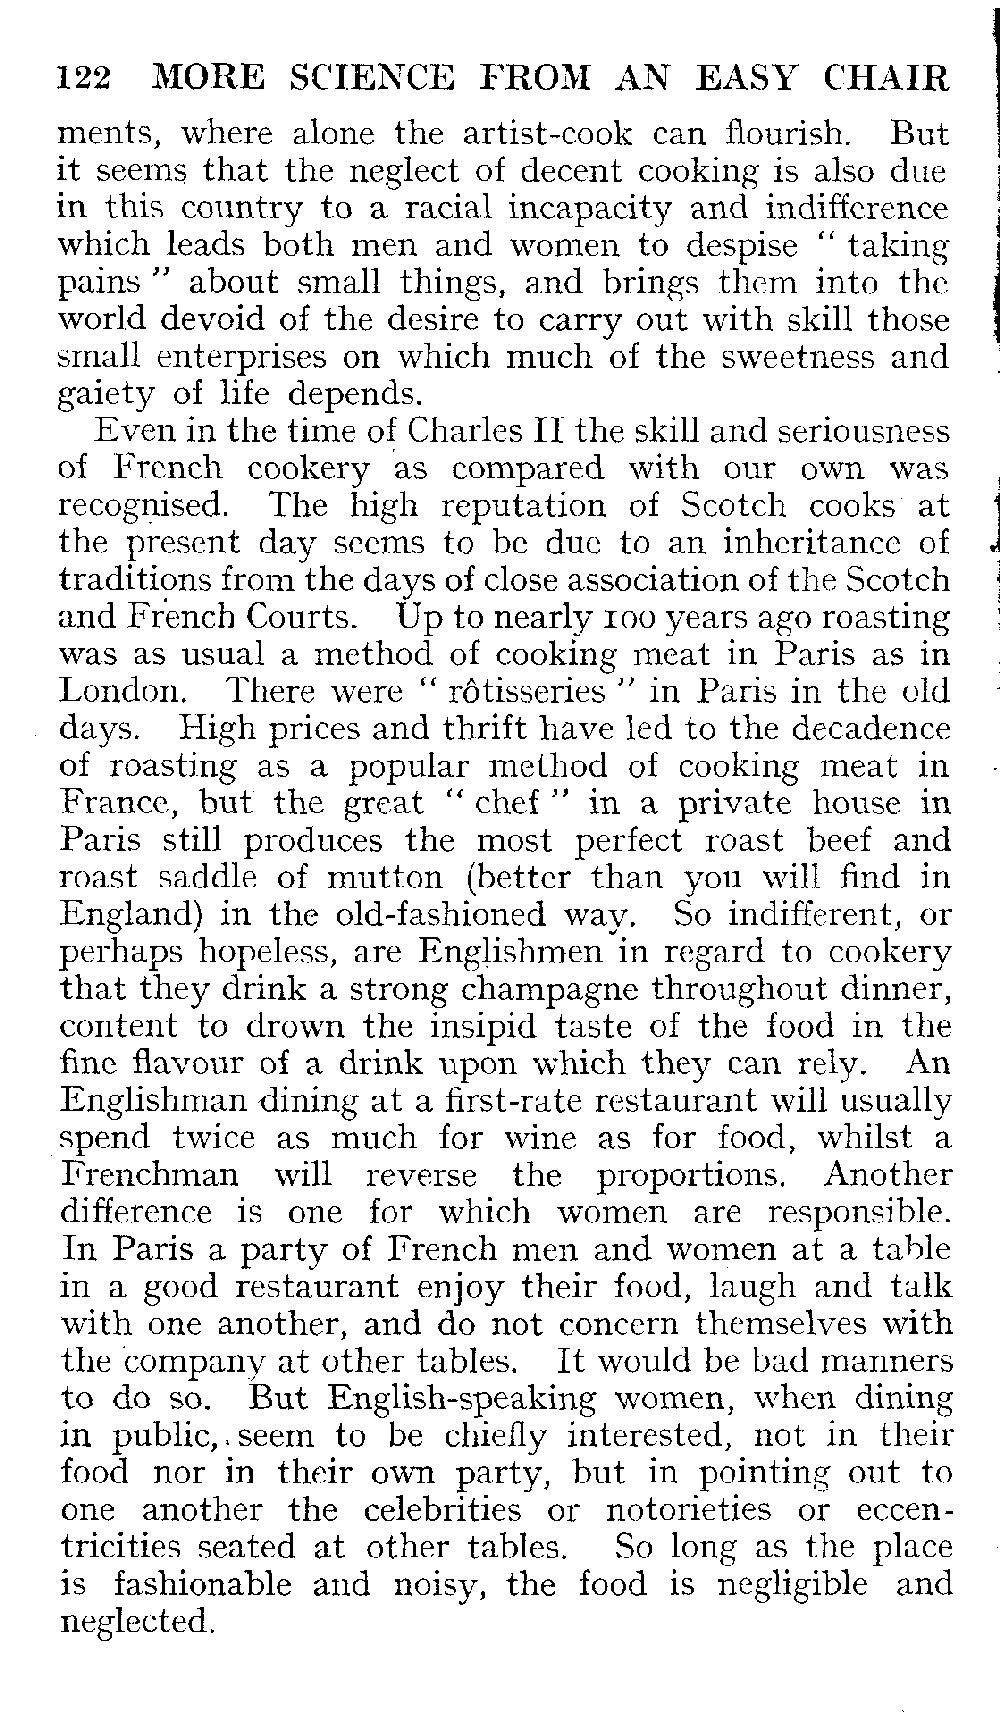 122 MORE SCIENCE FROM AN EASY CHAIR
ments, where alone the artist-cook can flourish. But
it seems that the neglect of decent cooking is also due
in this country to a racial incapacity and indifference
which leads both men and women to despise " taking
pains " about small things, and brings them into the
world devoid of the desire to carry out with skill those
small enterprises on which much of the sweetness and
gaiety of life depends.
Even in the time of Charles II the skill and seriousness
of French cookery as compared with our own was
recognised. The high reputation of Scotch cooks at
the present day seems to be due to an inheritance of
traditions from the days of close association of the Scotch
and French Courts. Up to nearly 100 years ago roasting
was as usual a method of cooking meat in Paris as in
London. There were " rôtisseries " in Paris in the old
days. High prices and thrift have led to the decadence
of roasting as a popular method of cooking meat in
France, but the great " chef " in a private house in
Paris still produces the most perfect roast beef and
roast saddle of mutton (better than you will find in
England) in the old-fashioned way. So indifferent, or
perhaps hopeless, are Englishmen in regard to cookery
that they drink a strong champagne throughout dinner,
content to drown the insipid taste of the food in the
fine flavour of a drink upon which they can rely. An
Englishman dining at a first-rate restaurant will usually
spend twice as much for wine as for food, whilst a
Frenchman will reverse the proportions. Another
difference is one for which women are responsible.
In Paris a party of French men and women at a table
in a good restaurant enjoy their food, laugh and talk
with one another, and do not concern themselves with
the company at other tables. It would be bad manners
to do so. But English-speaking women, when dining
in public, seem to be chiefly interested, not in their
food nor in their own party, but in pointing out to
one another the celebrities or notorieties or eccen-
tricities seated at other tables. So long as the place
is fashionable and noisy, the food is negligible and
neglected.